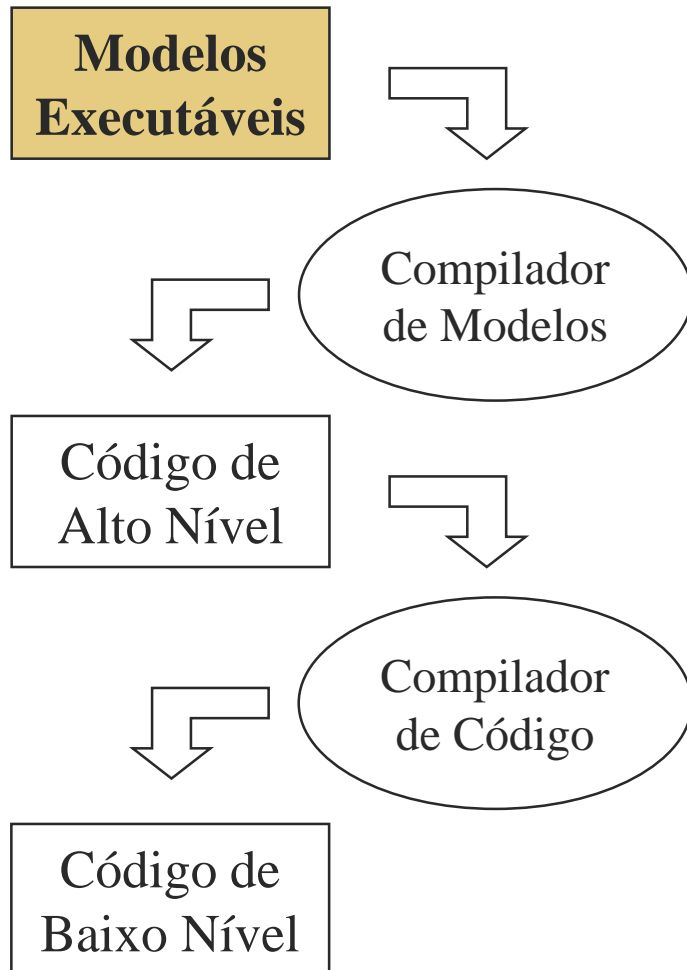 Modelos
Executáveis
Compilador
de Modelos
Código de
Alto Nível
Compilador
de Código
Código de
Baixo Nível